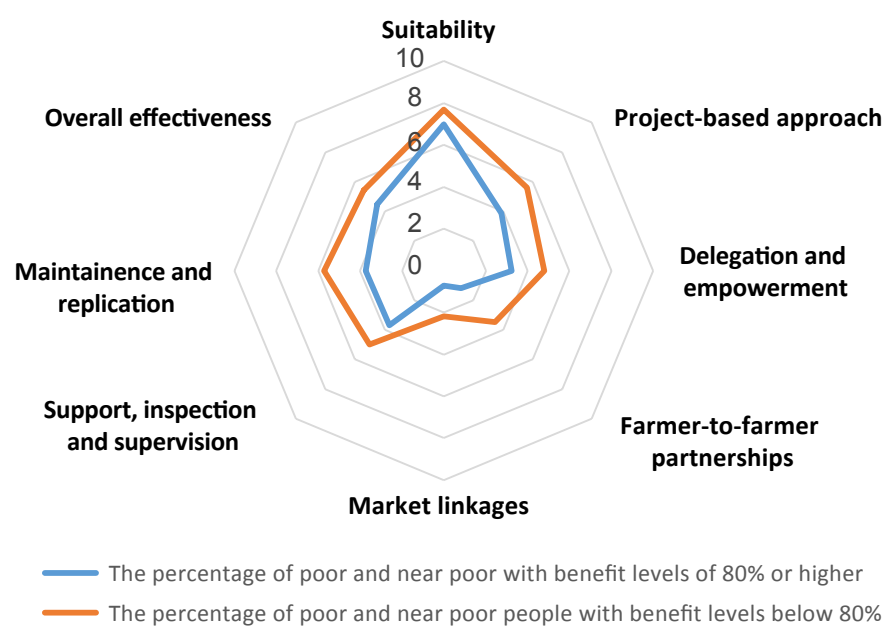 Suitability
10
8
6
4
2
0
Overall effectiveness
Project-based approach
Maintainence and
replication
Delegation and
empowerment
Support, inspection
and supervision
Farmer-to-farmer
partnerships
Market linkages
The percentage of poor and near poor with benefit levels of 80% or higher
The percentage of poor and near poor people with benefit levels below 80%